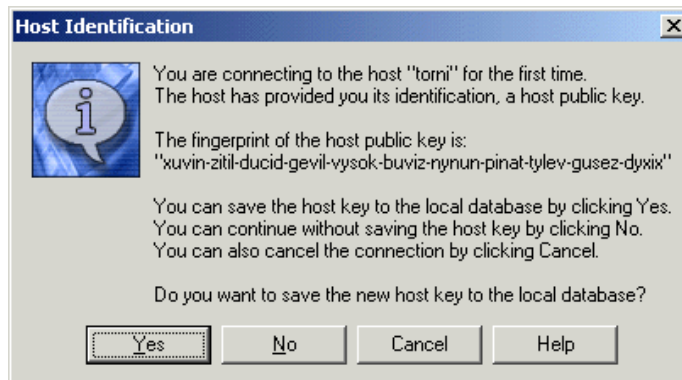 Host Identification
You are connecting to the host "torni" for the first time.
The host has provided you its identification, a host public key.
The fingerprint of the host public key is:
"xuvin-zitil-ducid-gevil-vysok-buviz-nynun-pinat-tylev-gusez-dyxix"
You can save the host key to the local database by clicking Yes.
You can continue without saving the host key by clicking No.
You can also cancel the connection by clicking Cancel.
Do you want to save the new host key to the local database?
Yes No Cancel Help